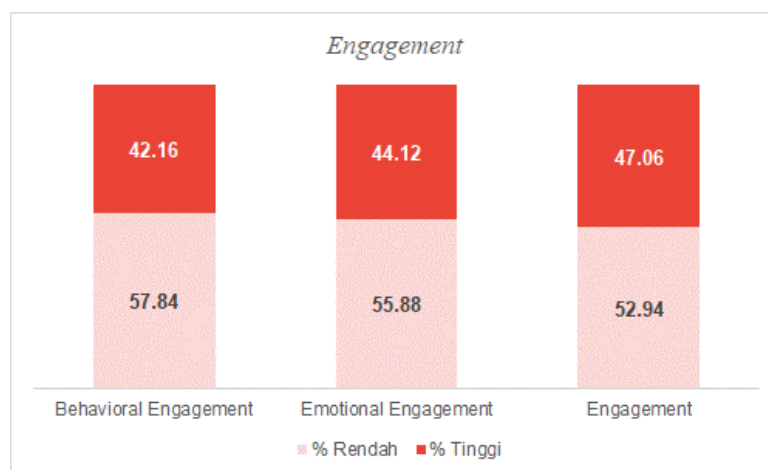 Engagement
42.16 44.12 47.06
57.84 55.88 52.94
Behavioral Engagement Emotional Engagement Engagement
% Rendah % Tinggi